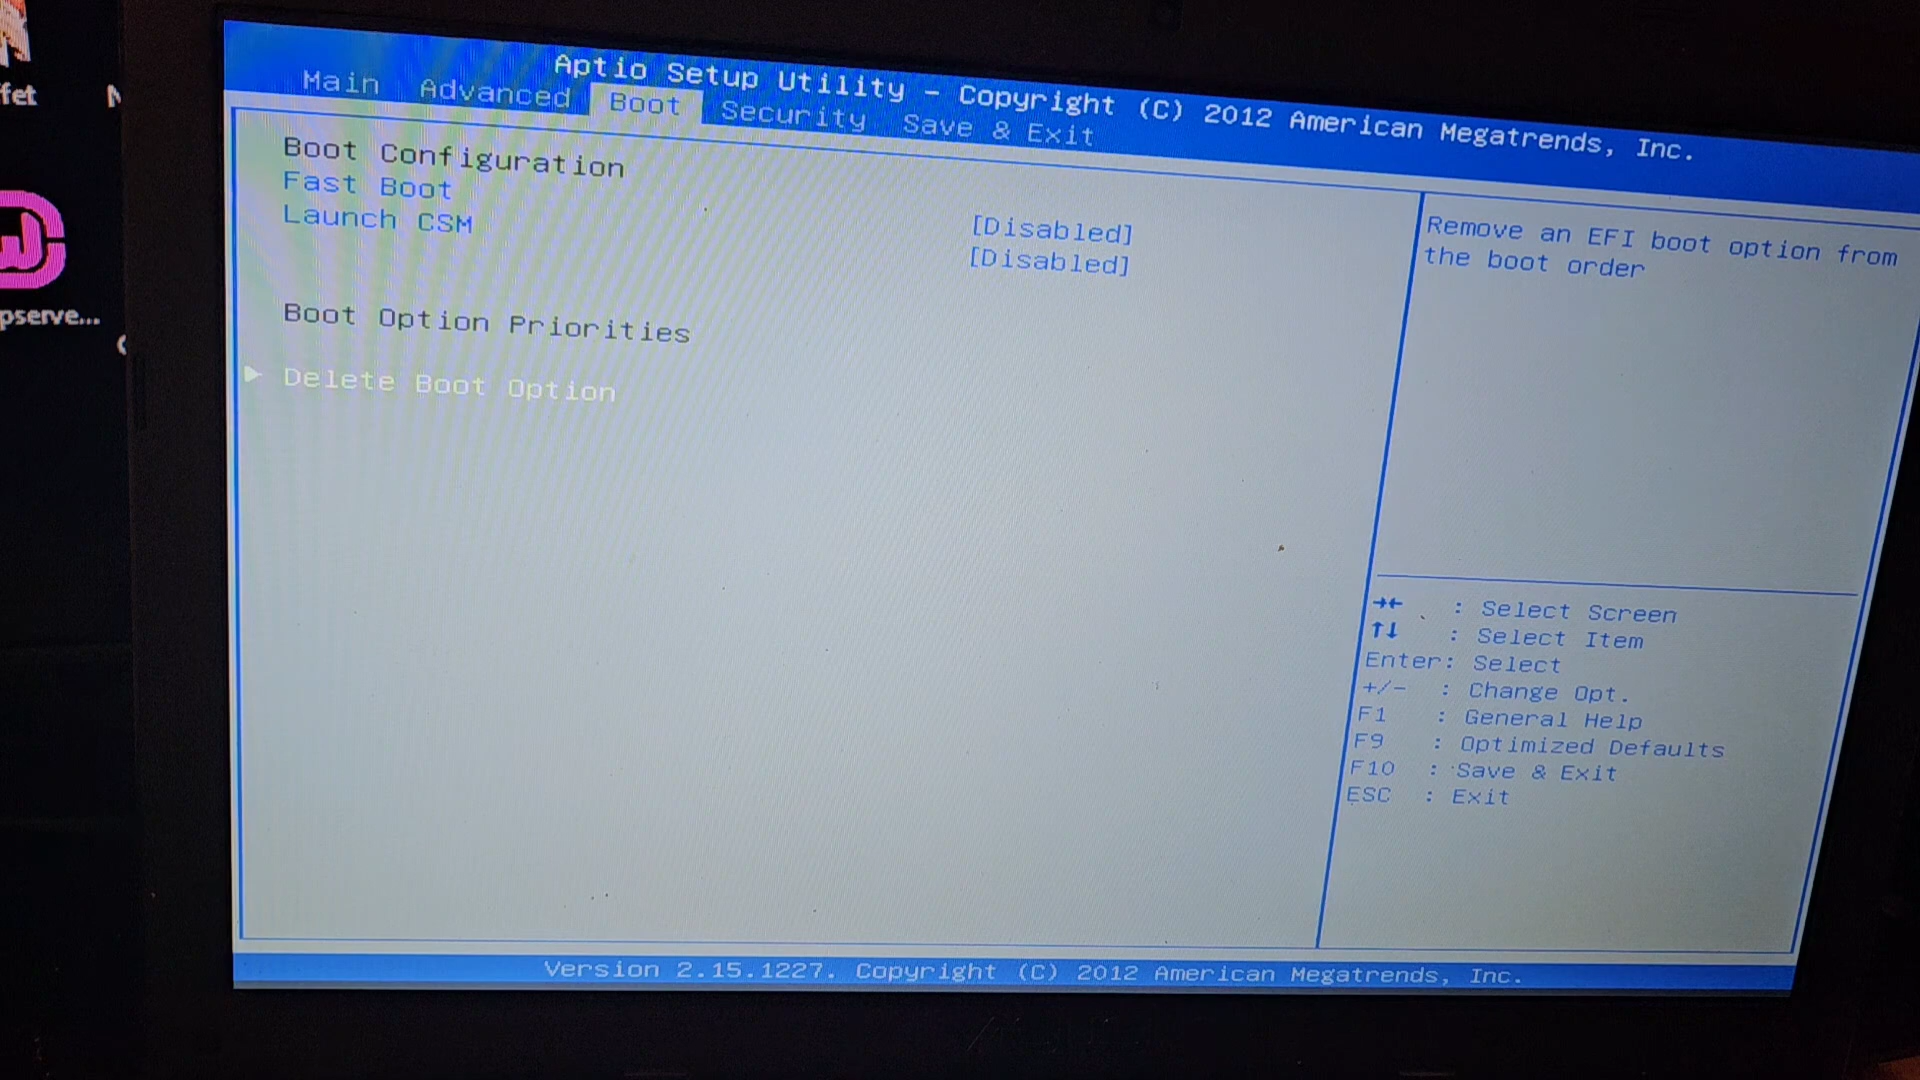 fet
pserve...
Aptio Setup Utility - Copyright (C) 2012 American Megatrends, Inc.
Main Advanced Boot Security Save & Exit
Boot Configuration
Fast Boot [Disabled]
Launch CSM [Disabled]
Boot Option Priorities
Delete Boot Option
Remove an EFI boot option from
the boot order
→← : Select Screen
↑↓ : Select Item
Enter: Select
+/- : Change Opt.
F1 : General Help
F9 : Optimized Defaults
F10 : Save & Exit
ESC : Exit
Version 2.15.1227. Copyright (C) 2012 American Megatrends, Inc.